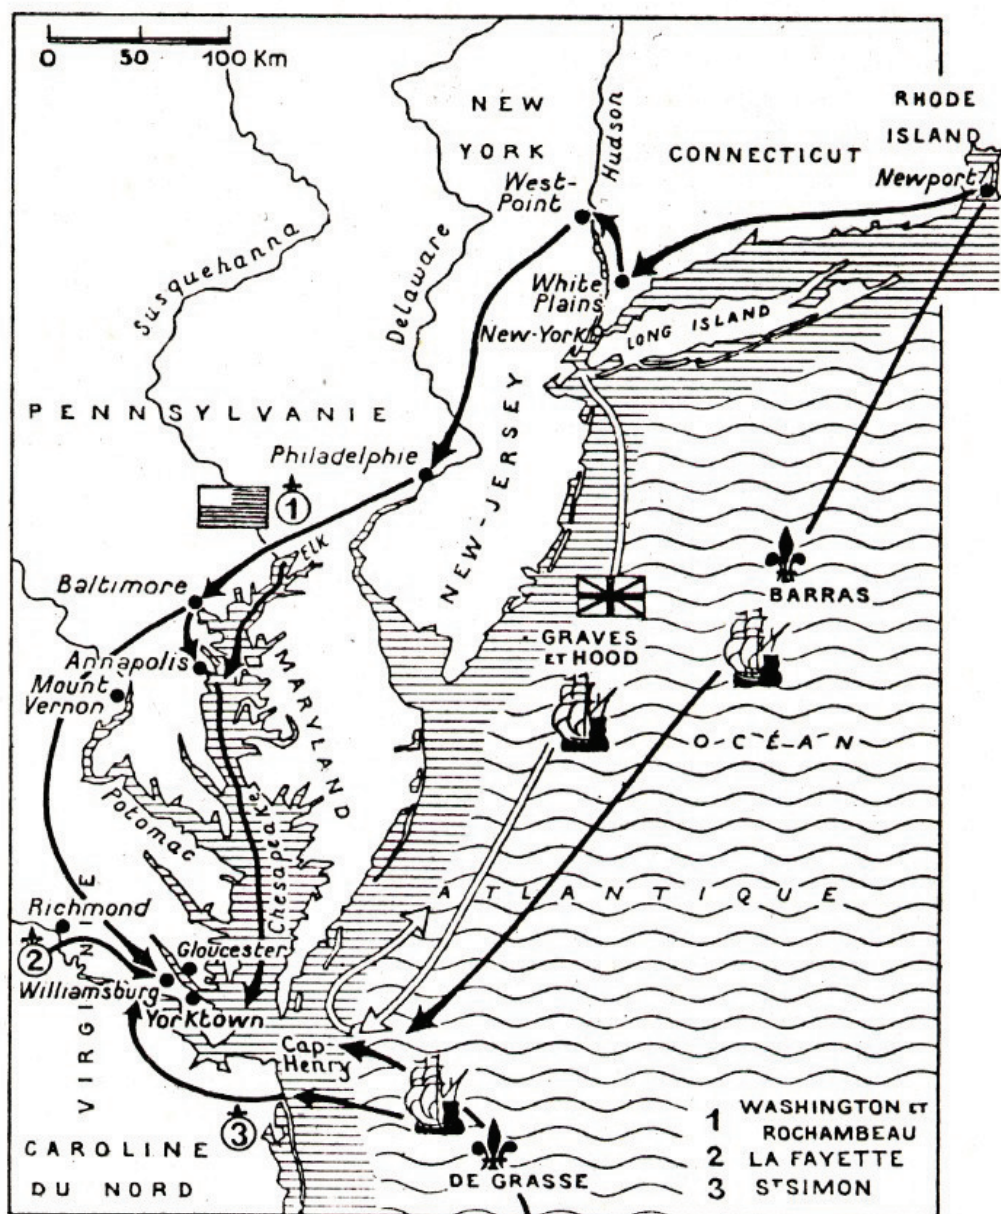 0 50 100 Km
NEW
YORK
Hudson
RHODE
ISLAND
CONNECTICUT
Newport
West-
Point
Susquehanna
Delaware
White
Plains
New-York
LONG ISLAND
PENNSYLVANIE
Philadelphie
1
NEW-JERSEY
ELK
Baltimore
BARRAS
GRAVES
ET HOOD
Annapolis
Mount
Vernon
MARYLAND
OCÉAN
Potomac
Chesapeake
ATLANTIQUE
Richmond
2
Gloucester
Williamsburg
Yorktown
VIRGINIE
Cap
Henry
3
DE GRASSE
CAROLINE
DU NORD
1 WASHINGTON ET
ROCHAMBEAU
2 LA FAYETTE
3 ST SIMON